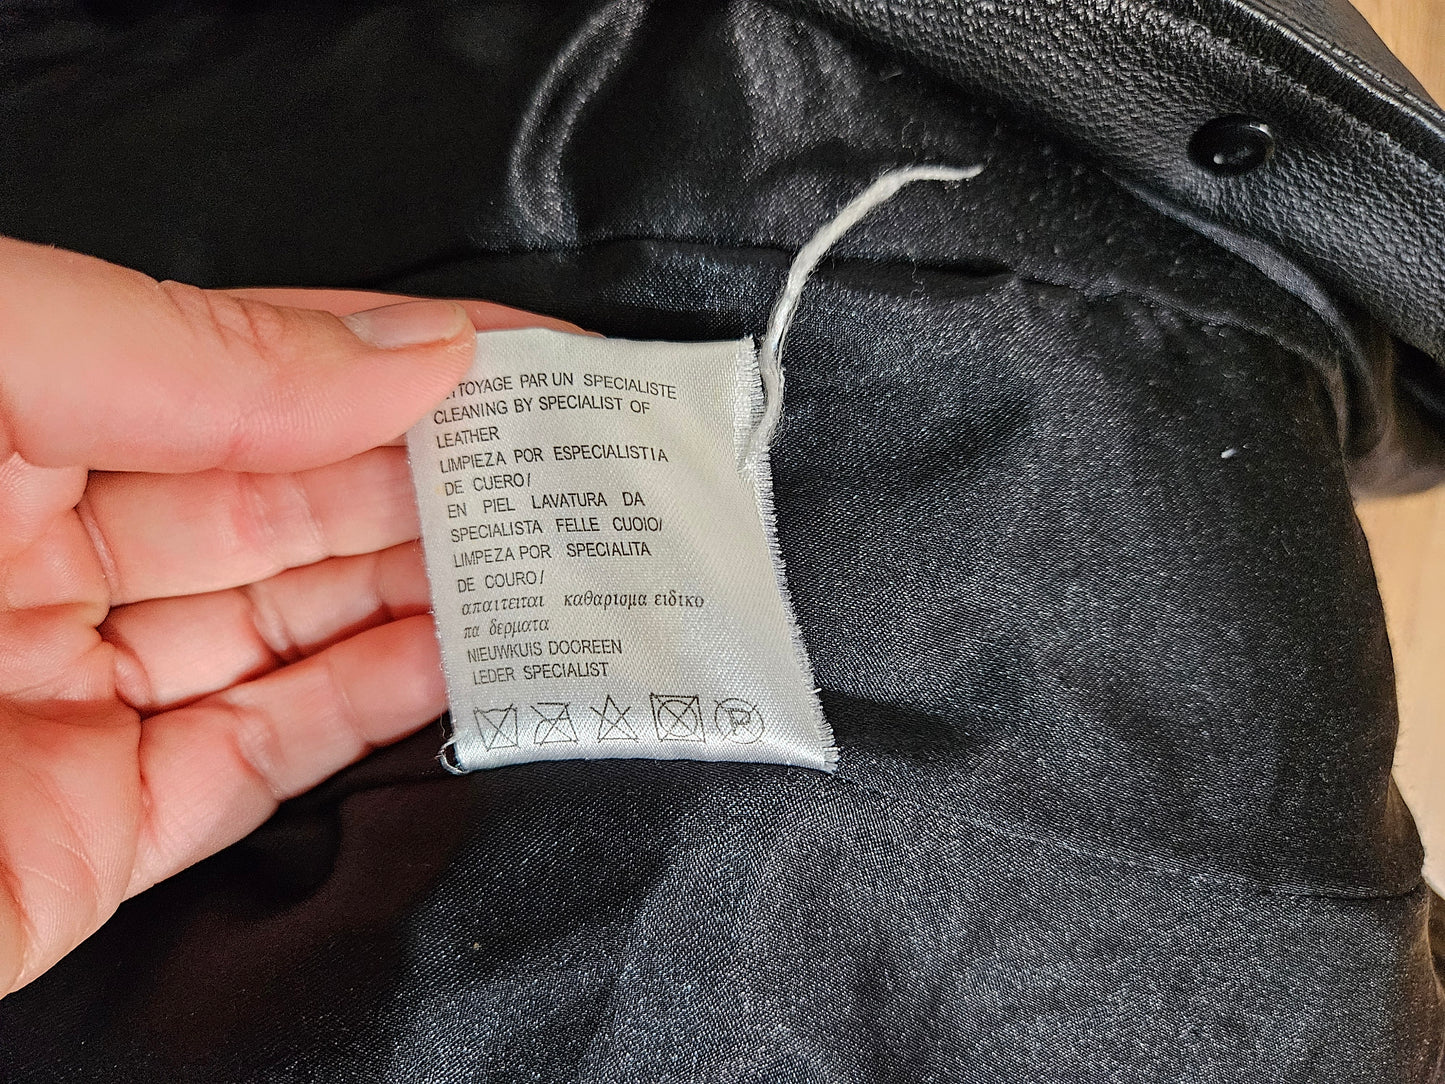 PAR UN SPECIALISTE
CLEANING BY SPECIALIST OF
LEATHER
LIMPIEZA POR ESPECIALISTIA
DE CUERO/
EN PIEL LAVATURA DA
SPECIALISTA FELLE CUOIO/
LIMPEZA POR SPECIALITA
DE COURO/
απαιτειται καθαρισμα ειδικο
πα δερματα
NIEUWKUIS DOOREEN
LEDER SPECIALIST
P